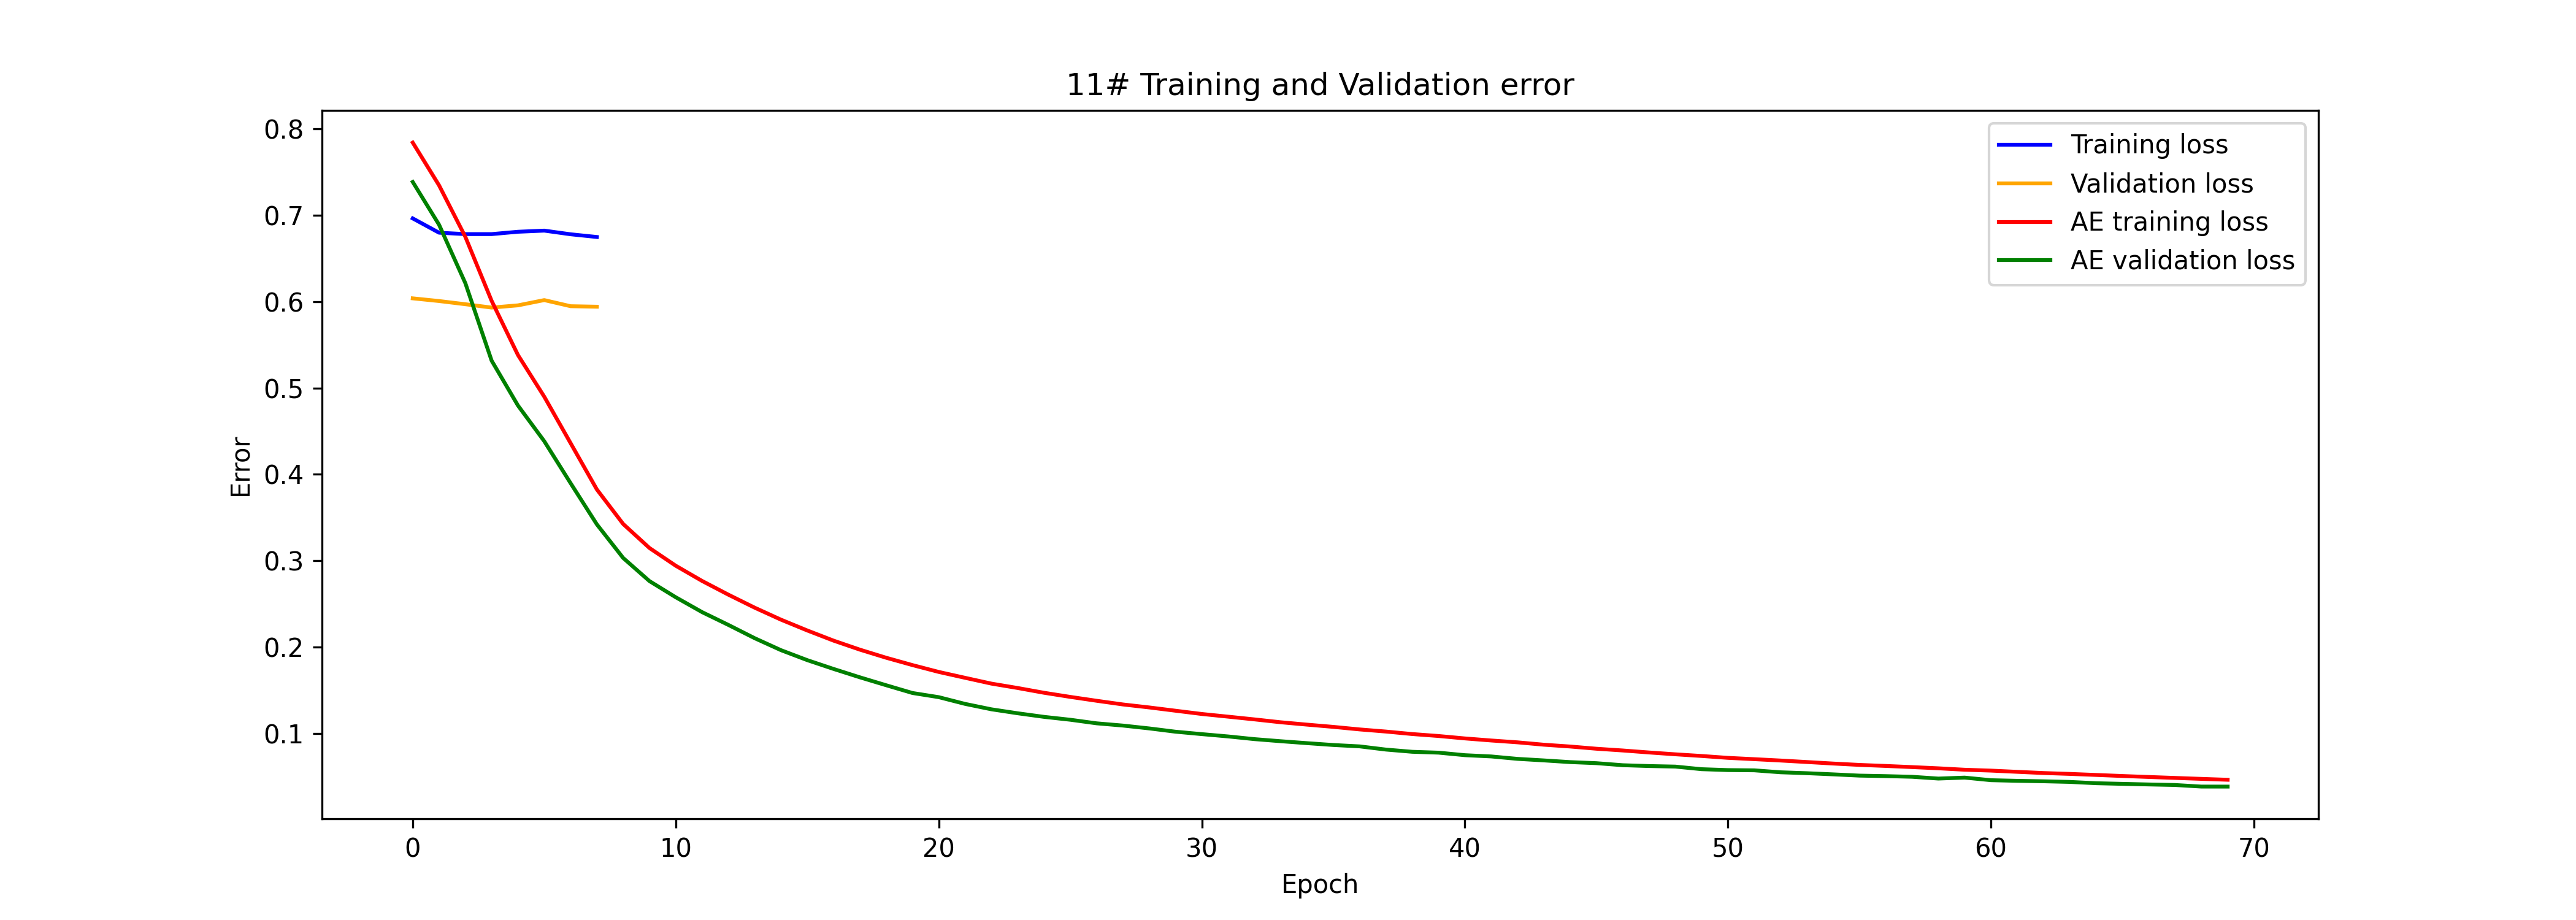 11# Training and Validation error
Training loss
Validation loss
AE training loss
AE validation loss
Error
0.8
0.7
0.6
0.5
0.4
0.3
0.2
0.1
0 10 20 30 40 50 60 70
Epoch